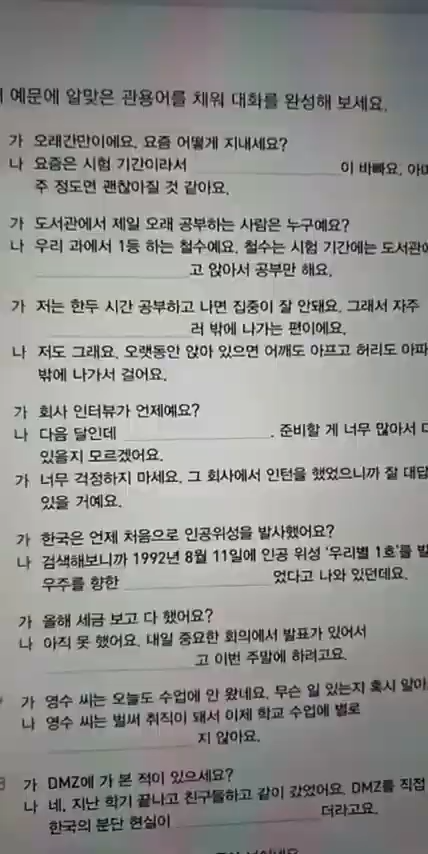 예문에 알맞은 관용어를 채워 대화를 완성해 보세요.
가 오래간만이에요. 요즘 어떻게 지내세요?
나 요즘은 시험 기간이라서 ____________ 이 바빠요.
주 정도면 괜찮아질 것 같아요.
가 도서관에서 제일 오래 공부하는 사람은 누구예요?
나 우리 과에서 1등 하는 철수예요. 철수는 시험 기간에는
____________ 고 앉아서 공부만 해요.
가 저는 한두 시간 공부하고 나면 집중이 잘 안돼요. 그래서 자주
____________ 러 밖에 나가는 편이에요.
나 저도 그래요. 오랫동안 앉아 있으면 어깨도 아프고 허리도
밖에 나가서 걸어요.
가 회사 인터뷰가 언제예요?
나 다음 달인데 ____________. 준비할 게 너무 많아서
있을지 모르겠어요.
가 너무 걱정하지 마세요. 그 회사에서 인턴을 했었으니까 잘
있을 거예요.
가 한국은 언제 처음으로 인공위성을 발사했어요?
나 검색해보니까 1992년 8월 11일에 인공 위성 '우리별 1호'를
우주를 향한 ____________ 었다고 나와 있던데요.
가 올해 세금 보고 다 했어요?
나 아직 못 했어요. 내일 중요한 회의에서 발표가 있어서
____________ 고 이번 주말에 하려고요.
가 영수 씨는 오늘도 수업에 안 왔네요. 무슨 일 있는지 혹시
나 영수 씨는 벌써 취직이 돼서 이제 학교 수업에 별로
____________ 지 않아요.
가 DMZ에 가 본 적이 있으세요?
나 네. 지난 학기 끝나고 친구들하고 같이 갔었어요. DMZ를 직접
한국의 분단 현실이 ____________ 더라고요.